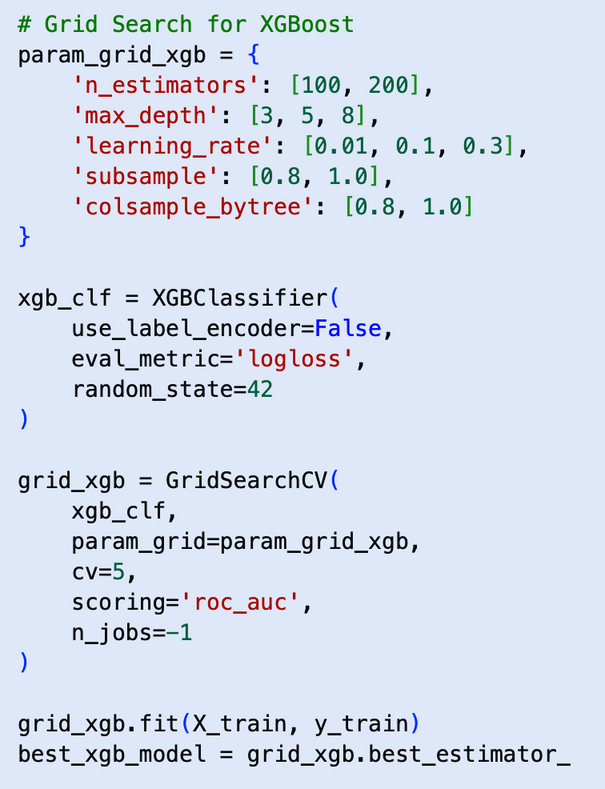 # Grid Search for XGBoost
param_grid_xgb = {
    'n_estimators': [100, 200],
    'max_depth': [3, 5, 8],
    'learning_rate': [0.01, 0.1, 0.3],
    'subsample': [0.8, 1.0],
    'colsample_bytree': [0.8, 1.0]
}

xgb_clf = XGBClassifier(
    use_label_encoder=False,
    eval_metric='logloss',
    random_state=42
)

grid_xgb = GridSearchCV(
    xgb_clf,
    param_grid=param_grid_xgb,
    cv=5,
    scoring='roc_auc',
    n_jobs=-1
)

grid_xgb.fit(X_train, y_train)
best_xgb_model = grid_xgb.best_estimator_